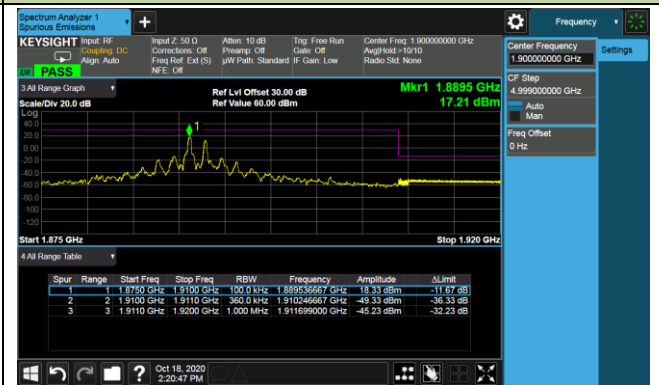 Spectrum Analyzer 1
Spurious Emissions
+
Frequency
KEYSIGHT Input: RF
Coupling: DC
Align: Auto
PASS
Input Z: 50 Ω
Corrections: Off
Freq Ref: Ext (S)
NFE: Off
Atten: 10 dB
Preamp: Off
µW Path: Standard
Trig: Free Run
Gate: Off
IF Gain: Low
Center Freq: 1.900000000 GHz
Avg|Hold:>10/10
Radio Std: None
Center Frequency
1.900000000 GHz
Settings
CF Step
4.999000000 GHz
Auto
Man
Freq Offset
0 Hz
3 All Range Graph
Scale/Div 20.0 dB
Ref Lvl Offset 30.00 dB
Ref Value 60.00 dBm
Mkr1 1.8895 GHz
17.21 dBm
Log
40.0
20.0
0.00
-20.0
-40.0
-60.0
-80.0
-100
-120
1
Start 1.875 GHz
Stop 1.920 GHz
4 All Range Table
Spur Range Start Freq Stop Freq RBW Frequency Amplitude ΔLimit
1 1 1.8750 GHz 1.9100 GHz 100.0 kHz 1.889536667 GHz 18.33 dBm -11.67 dB
2 2 1.9100 GHz 1.9110 GHz 360.0 kHz 1.910246667 GHz -49.33 dBm -36.33 dB
3 3 1.9110 GHz 1.9200 GHz 1.000 MHz 1.911699000 GHz -45.23 dBm -32.23 dB
?
Oct 18, 2020
2:20:47 PM